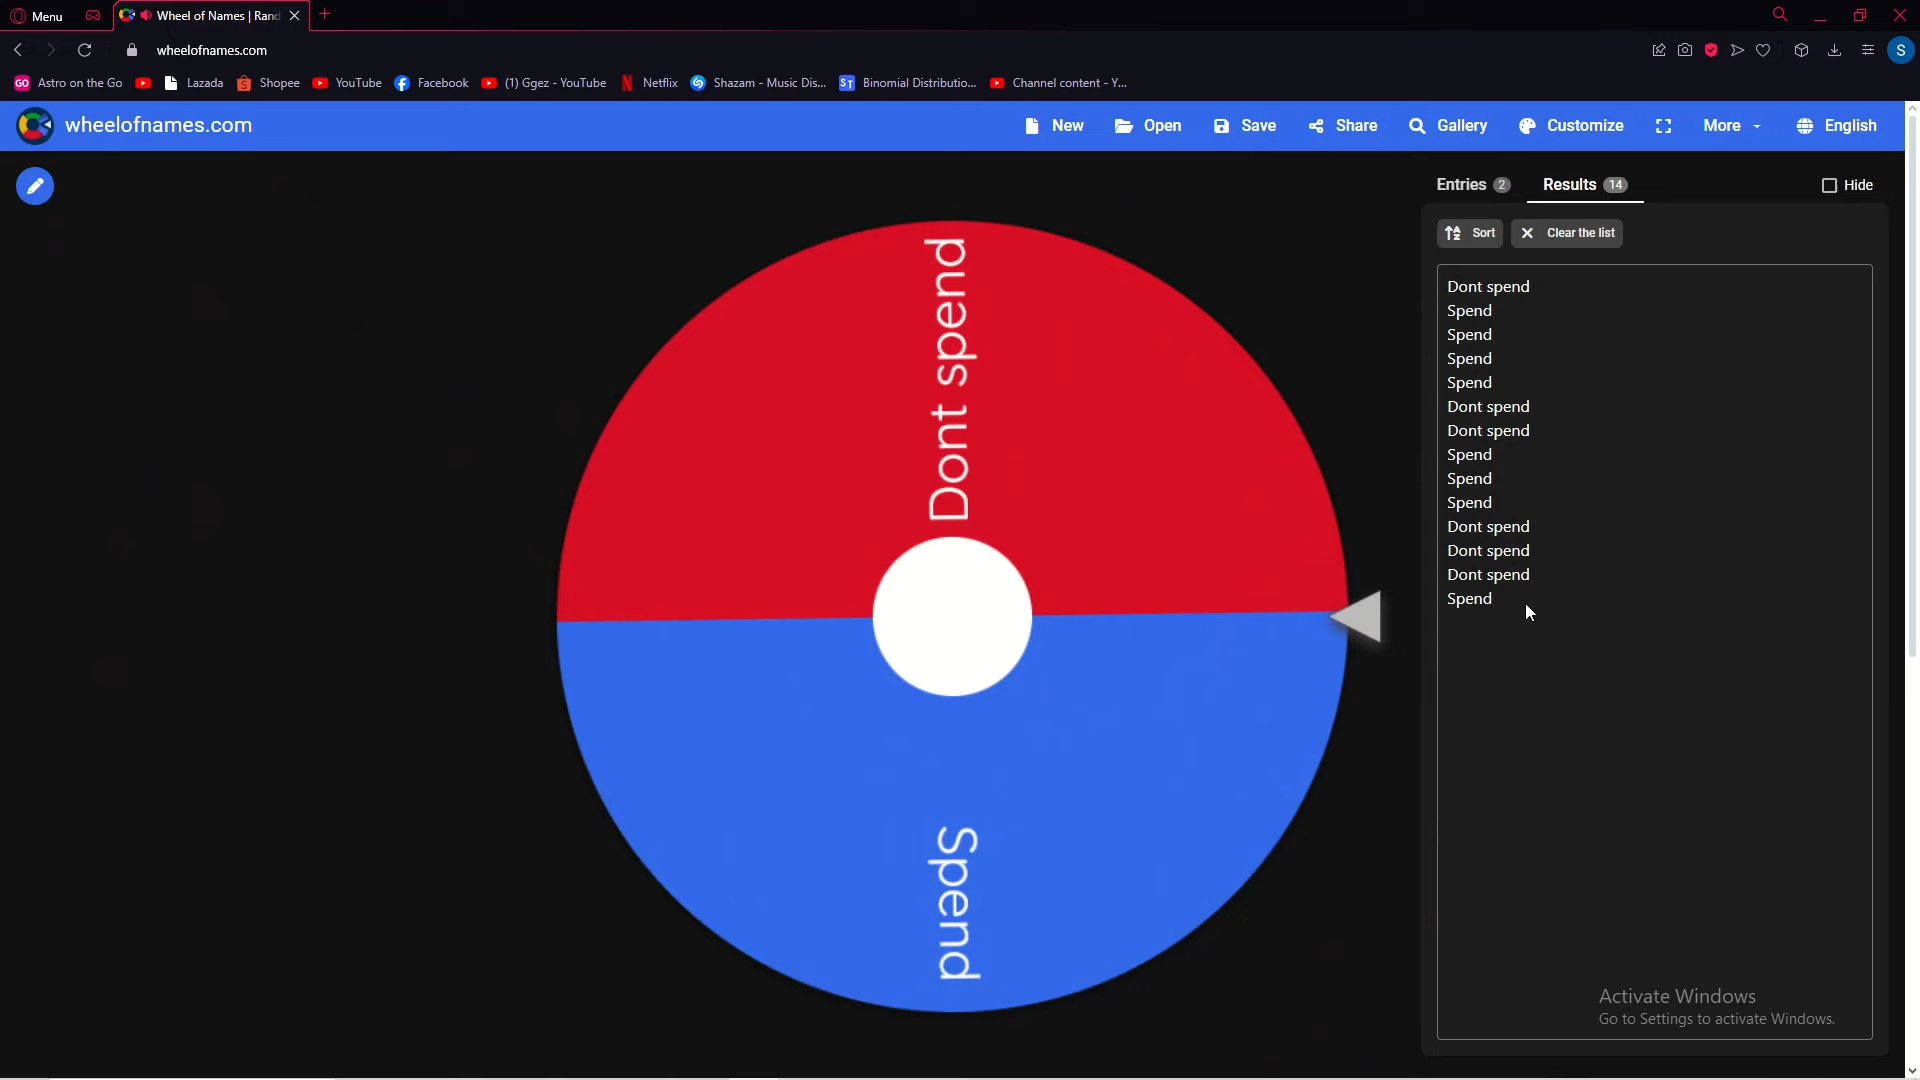 Menu
Wheel of Names | Rand
wheelofnames.com
GO Astro on the Go
Lazada
Shopee
YouTube
Facebook
(1) Ggez - YouTube
Netflix
Shazam - Music Dis...
ST Binomial Distributio...
Channel content - Y...
S
wheelofnames.com
New
Open
Save
Share
Gallery
Customize
More
English
Entries 2
Results 14
Hide
Sort
Clear the list
Dont spend
Spend
Spend
Spend
Spend
Dont spend
Dont spend
Spend
Spend
Spend
Dont spend
Dont spend
Dont spend
Spend
Dont spend
Spend
Activate Windows
Go to Settings to activate Windows.